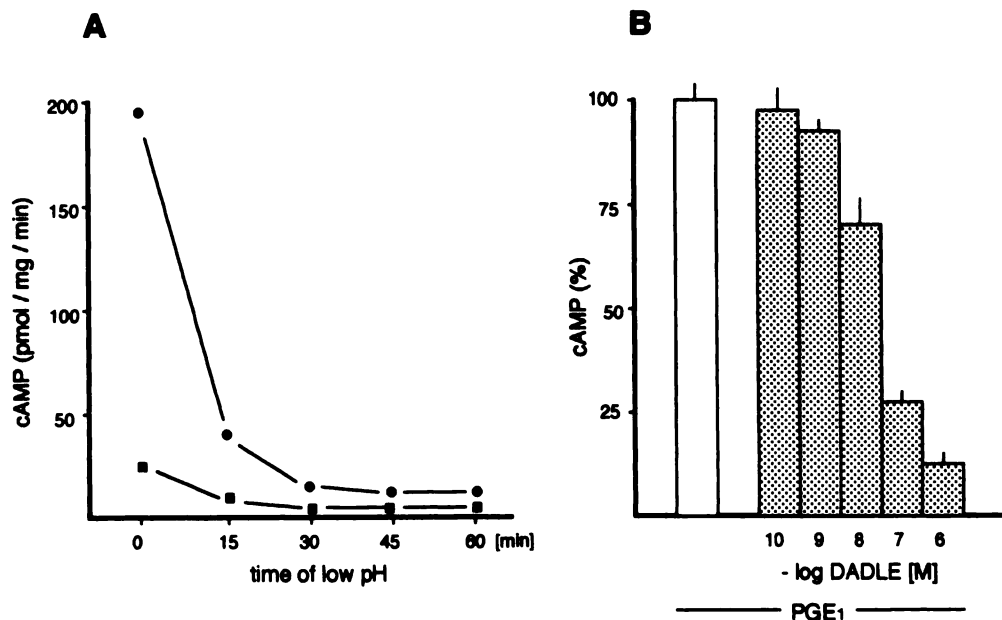 A
cAMP (pmol / mg / min)
200
150
100
50
0 15 30 45 60 [min]
time of low pH
B
cAMP (%)
100
75
50
25
10 9 8 7 6
- log DADLE [M]
PGE1